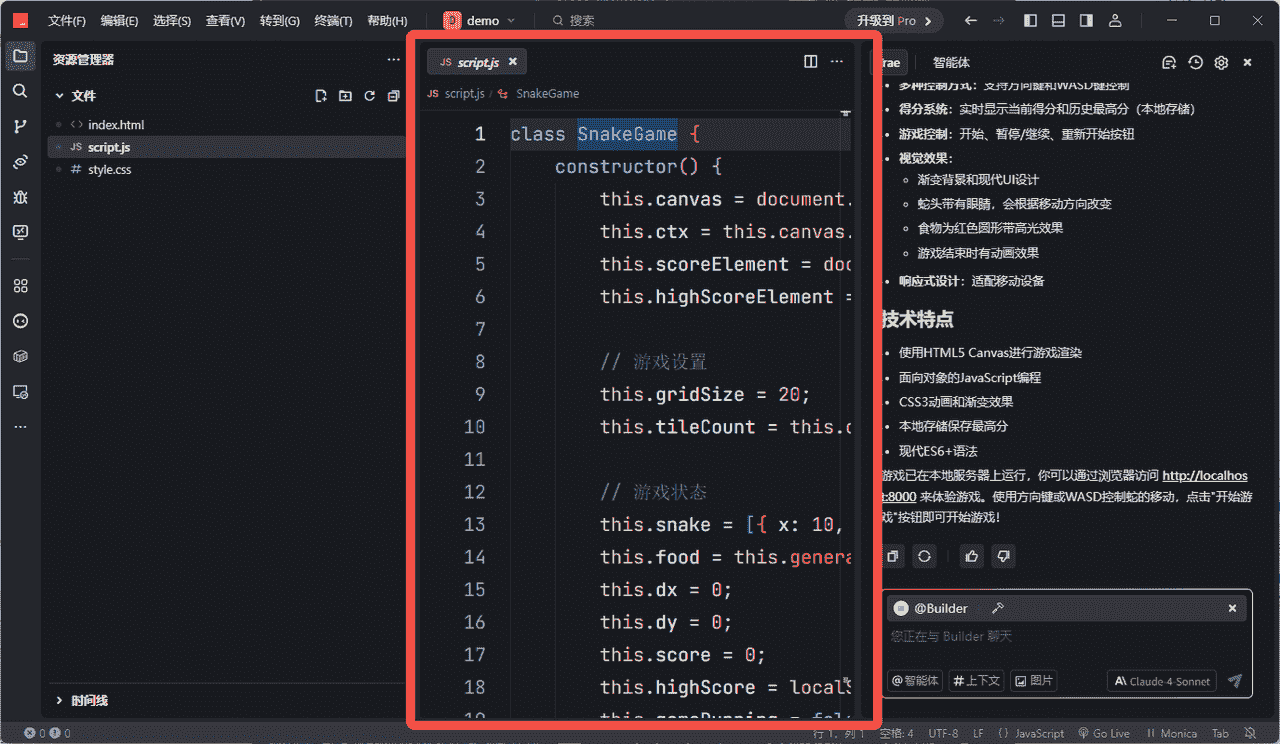 文件(F) 编辑(E) 选择(S) 查看(V) 转到(G) 终端(T) 帮助(H) demo 搜索 升级到 Pro
资源管理器
文件
index.html
JS script.js
# style.css
时间线
JS script.js
JS script.js / SnakeGame
1 class SnakeGame {
2 constructor() {
3 this.canvas = document.
4 this.ctx = this.canvas.
5 this.scoreElement = doc
6 this.highScoreElement =
7
8 // 游戏设置
9 this.gridSize = 20;
10 this.tileCount = this.c
11
12 // 游戏状态
13 this.snake = [{ x: 10,
14 this.food = this.genera
15 this.dx = 0;
16 this.dy = 0;
17 this.score = 0;
18 this.highScore = localS
19 this.gameRunning = fals
rae 智能体
• 多种控制方式：支持方向键和WASD键控制
• 得分系统：实时显示当前得分和历史最高分（本地存储）
• 游戏控制：开始、暂停/继续、重新开始按钮
• 视觉效果：
渐变背景和现代UI设计
蛇头带有眼睛，会根据移动方向改变
食物为红色圆形带高光效果
游戏结束时有动画效果
• 响应式设计：适配移动设备
技术特点
• 使用HTML5 Canvas进行游戏渲染
• 面向对象的JavaScript编程
• CSS3动画和渐变效果
• 本地存储保存最高分
• 现代ES6+语法
游戏已在本地服务器上运行，你可以通过浏览器访问 http://localhos
t:8000 来体验游戏。使用方向键或WASD控制蛇的移动，点击"开始游
戏"按钮即可开始游戏！
@Builder
您正在与 Builder 聊天
@智能体 #上下文 图片 Claude-4-Sonnet
0 0 行 1，列 1 空格: 4 UTF-8 LF {} JavaScript Go Live Monica Tab